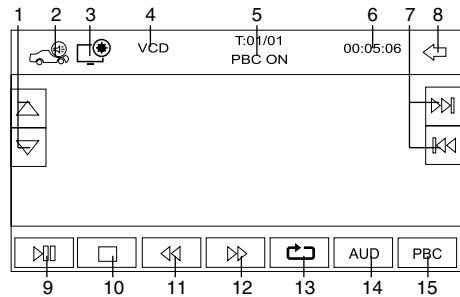 1 2 3 4 5 6 7 8
VCD T:01/01 00:05:06
PBC ON
AUD PBC
9 10 11 12 13 14 15